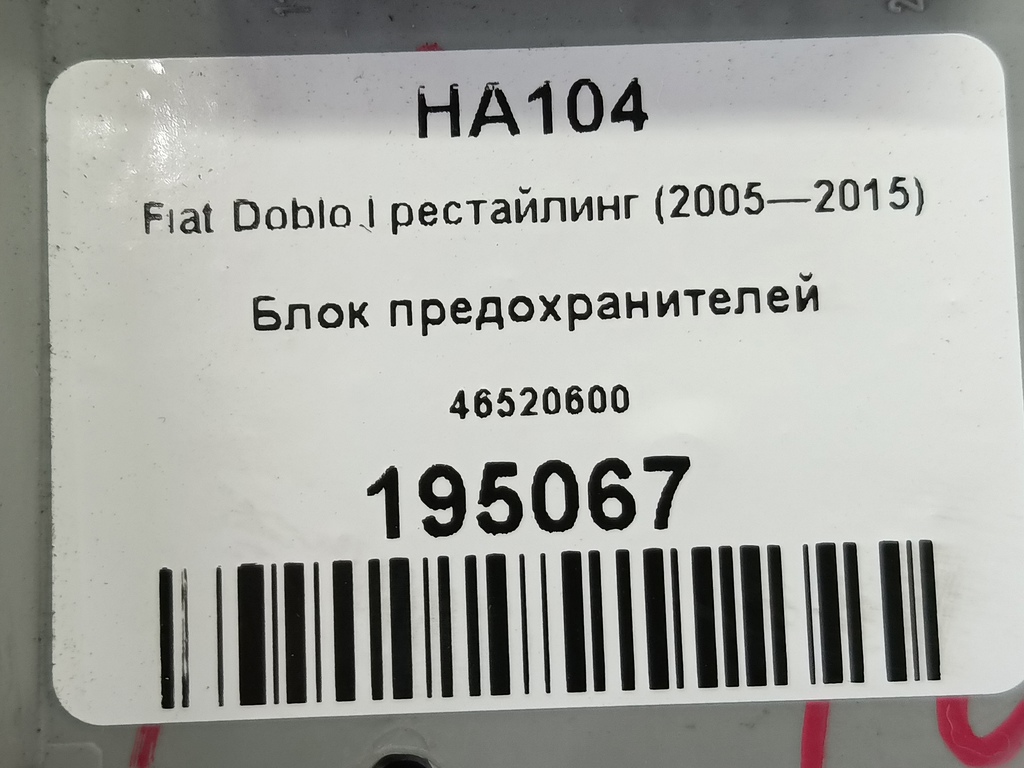 HA104
Fiat Doblo I рестайлинг (2005—2015)
Блок предохранителей
46520600
195067